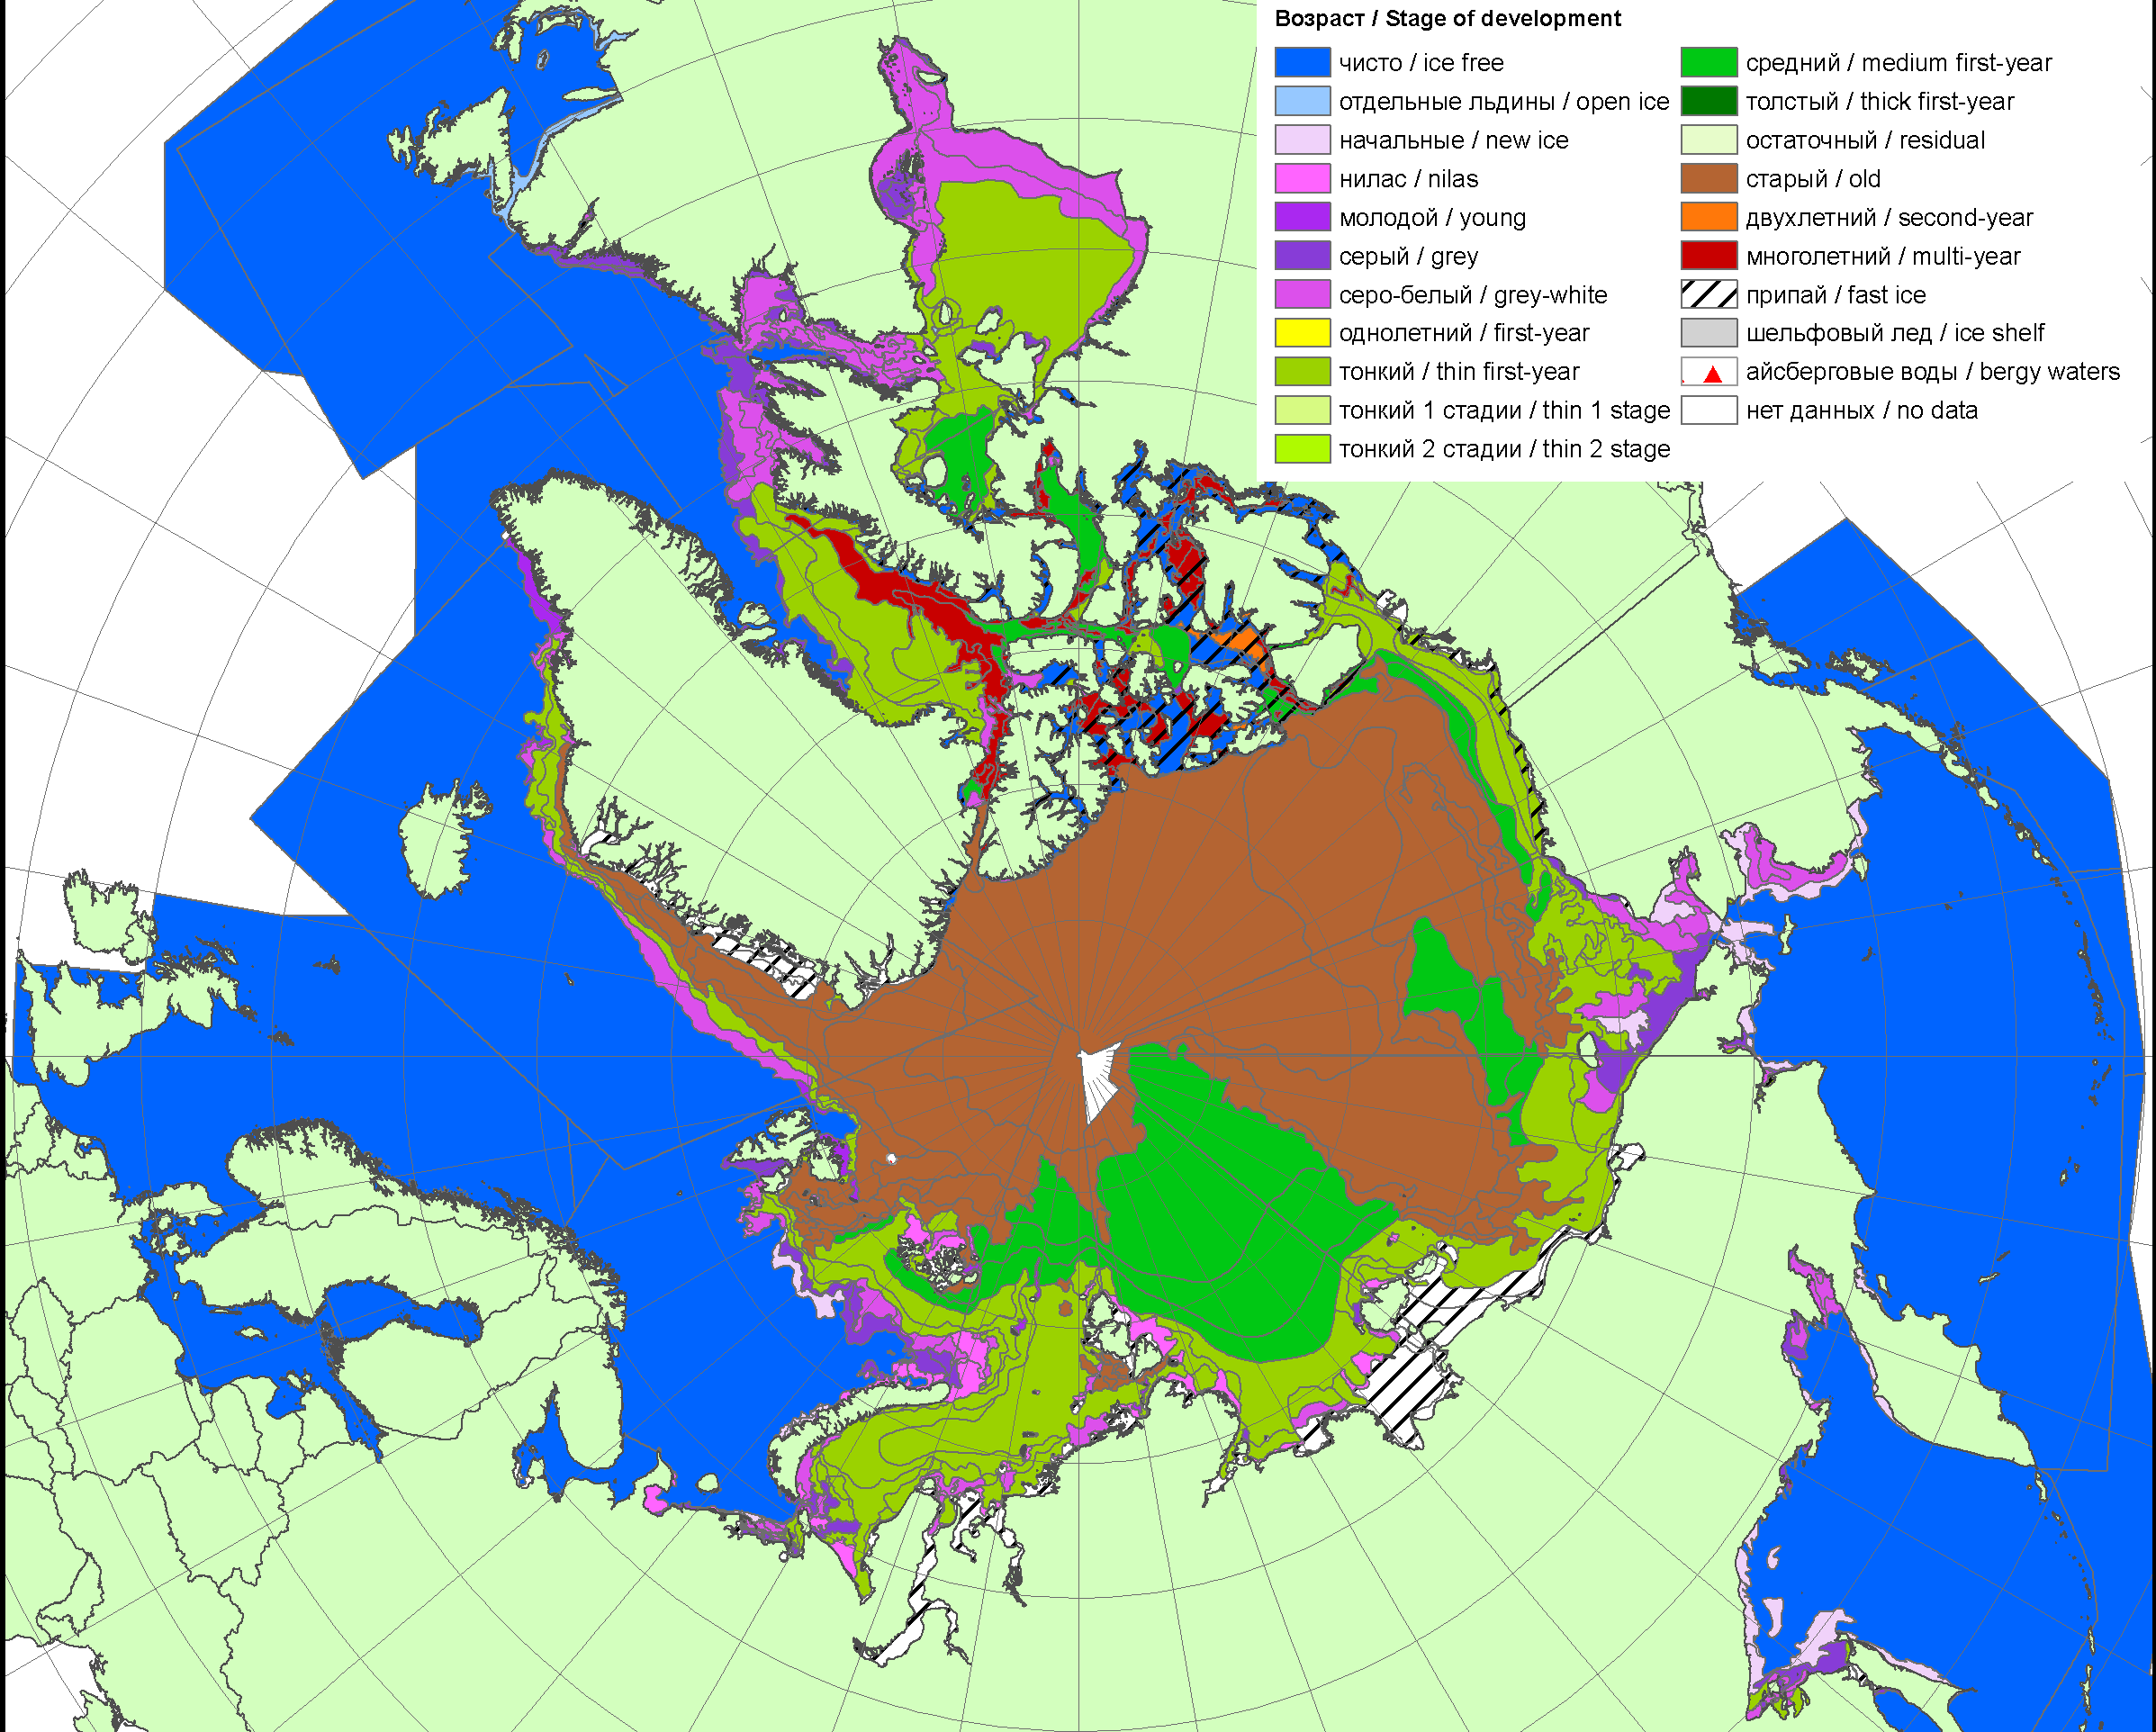 Возраст / Stage of development
чисто / ice free
отдельные льдины / open ice
начальные / new ice
нилас / nilas
молодой / young
серый / grey
серо-белый / grey-white
однолетний / first-year
тонкий / thin first-year
тонкий 1 стадии / thin 1 stage
тонкий 2 стадии / thin 2 stage
средний / medium first-year
толстый / thick first-year
остаточный / residual
старый / old
двухлетний / second-year
многолетний / multi-year
припай / fast ice
шельфовый лед / ice shelf
айсберговые воды / bergy waters
нет данных / no data